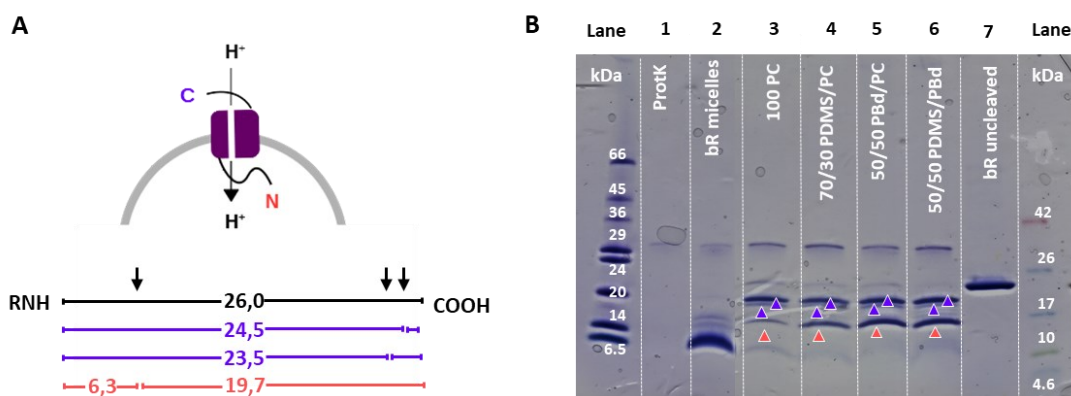 A
H⁺
C
N
H⁺
RNH 26,0 COOH
24,5
23,5
6,3 19,7
B
Lane 1 2 3 4 5 6 7 Lane
kDa
ProtK
bR micelles
100 PC
70/30 PDMS/PC
50/50 PBd/PC
50/50 PDMS/PBd
bR uncleaved
kDa
66
45
36
29
24
20
14
6.5
42
26
17
10
4.6